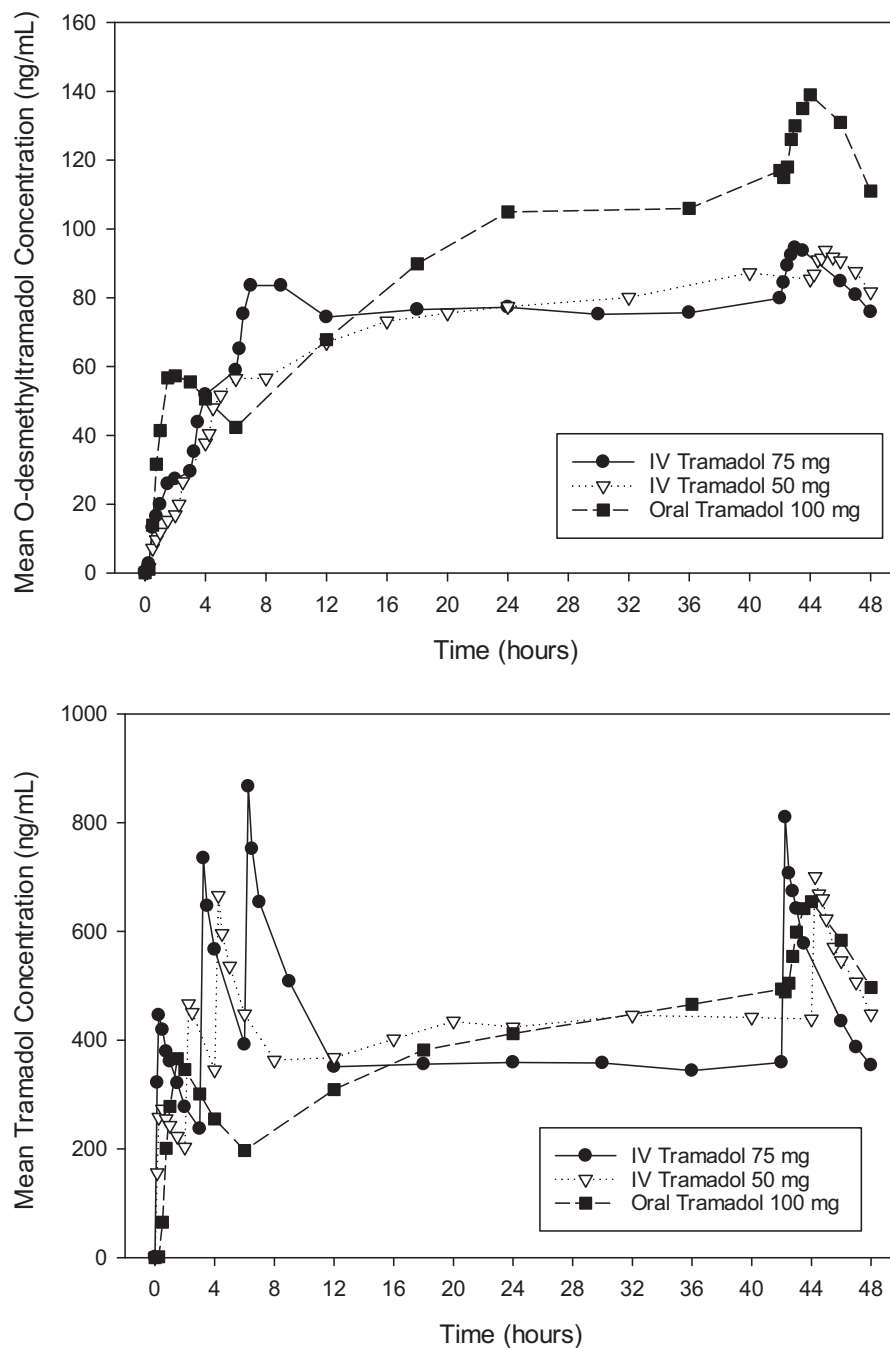 160
140
120
100
80
60
40
20
0
Mean O-desmethyltramadol Concentration (ng/mL)
IV Tramadol 75 mg
IV Tramadol 50 mg
Oral Tramadol 100 mg
0 4 8 12 16 20 24 28 32 36 40 44 48
Time (hours)
1000
800
600
400
200
0
Mean Tramadol Concentration (ng/mL)
IV Tramadol 75 mg
IV Tramadol 50 mg
Oral Tramadol 100 mg
0 4 8 12 16 20 24 28 32 36 40 44 48
Time (hours)